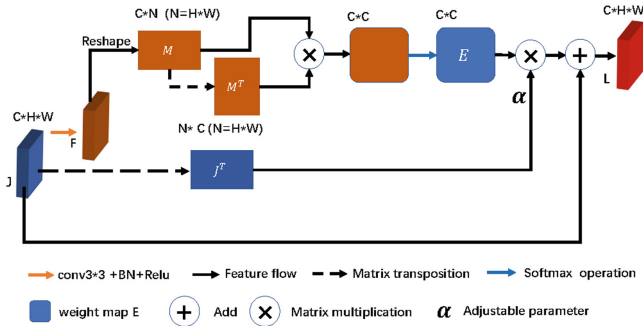 C*N (N=H*W)
C*C
C*C
C*H*W
Reshape
M
E
M^T
α
L
C*H*W
F
N* C (N=H*W)
J
J^T
conv3*3 +BN+Relu
Feature flow
Matrix transposition
Softmax operation
E
weight map E
Add
Matrix multiplication
α Adjustable parameter